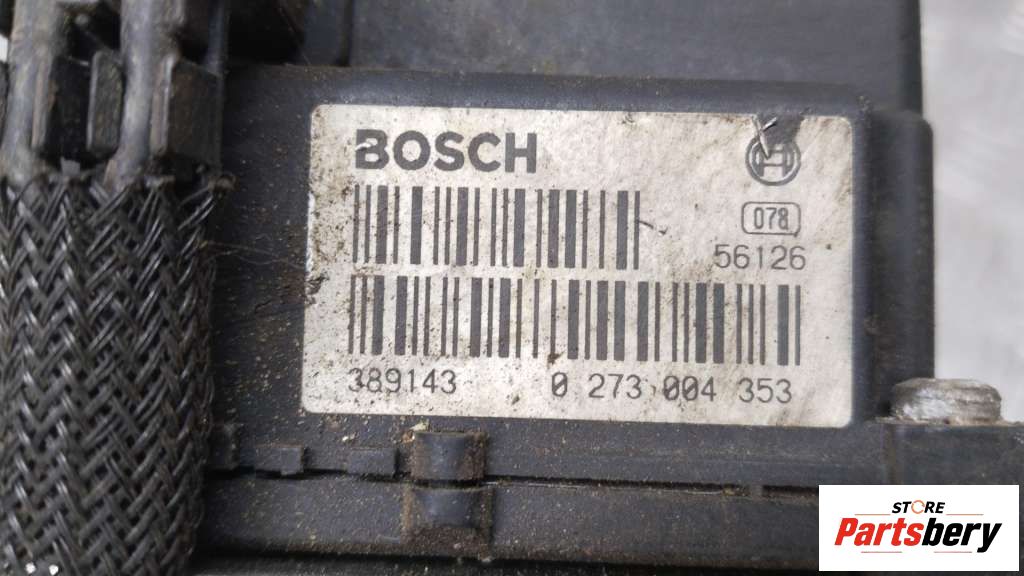 BOSCH
078
56126
389143 0 273 004 353
STORE
Partsbery